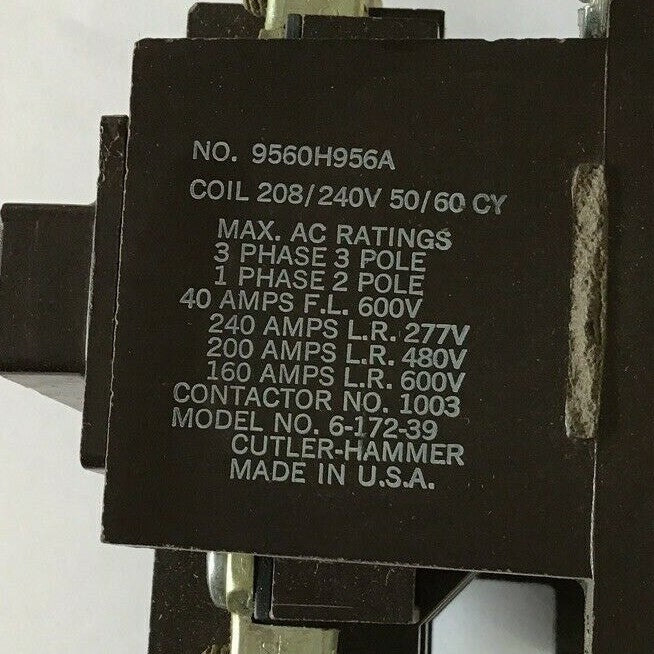 NO. 9560H956A
COIL 208/240V 50/60 CY
MAX. AC RATINGS
3 PHASE 3 POLE
1 PHASE 2 POLE
40 AMPS F.L. 600V
240 AMPS L.R. 277V
200 AMPS L.R. 480V
160 AMPS L.R. 600V
CONTACTOR NO. 1003
MODEL NO. 6-172-39
CUTLER-HAMMER
MADE IN U.S.A.